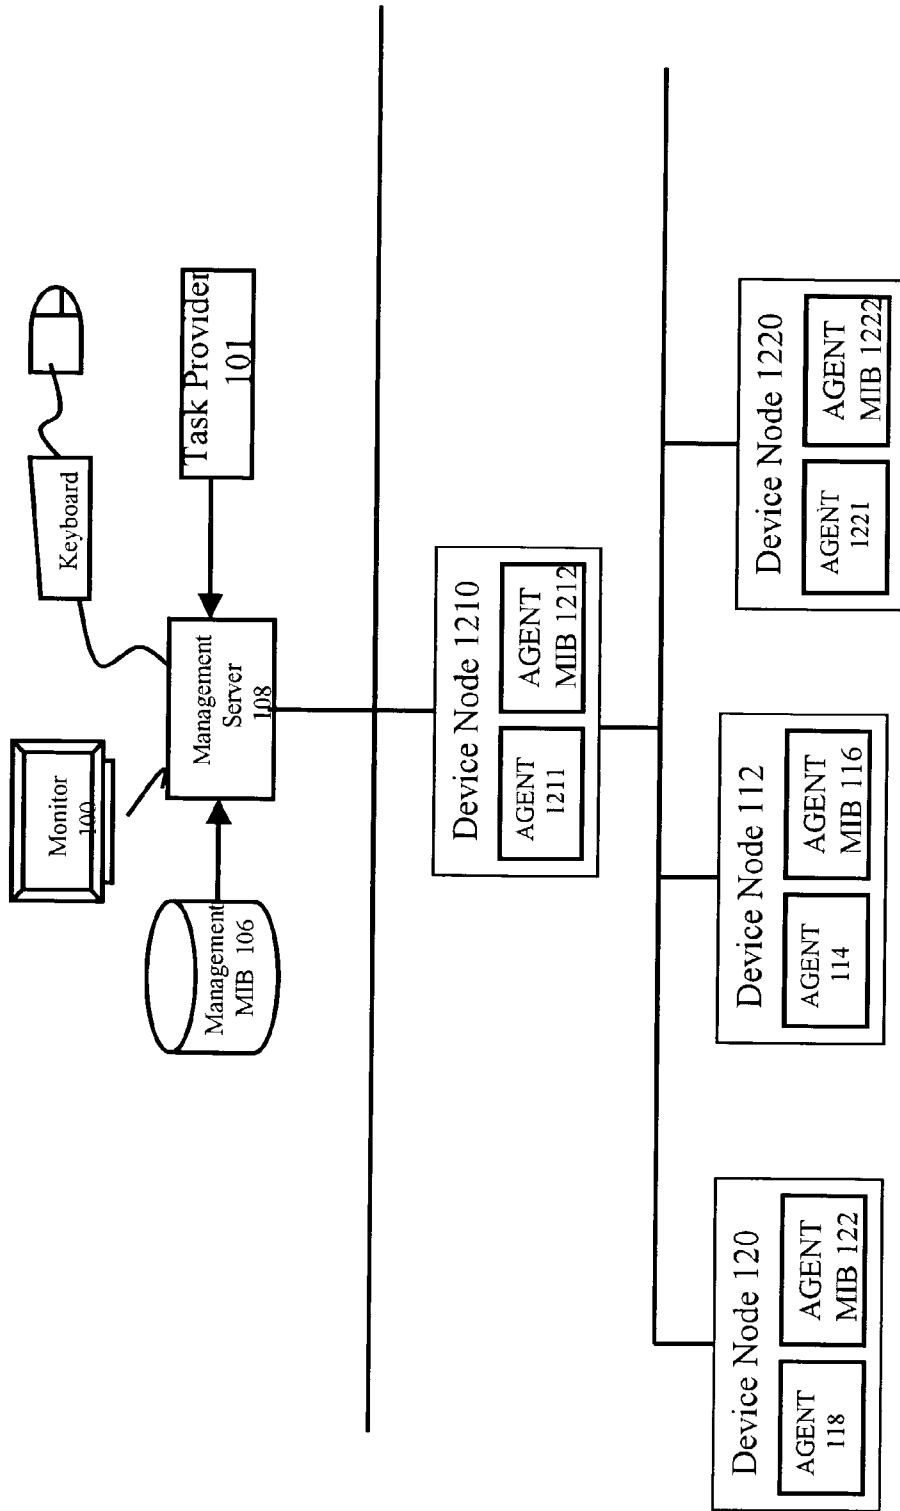 Monitor
100
Keyboard
Management
MIB 106
Management
Server
108
Task Provider
101
Device Node 1210
AGENT
1211
AGENT
MIB 1212
Device Node 120
AGENT
118
AGENT
MIB 122
Device Node 112
AGENT
114
AGENT
MIB 116
Device Node 1220
AGENT
1221
AGENT
MIB 1222